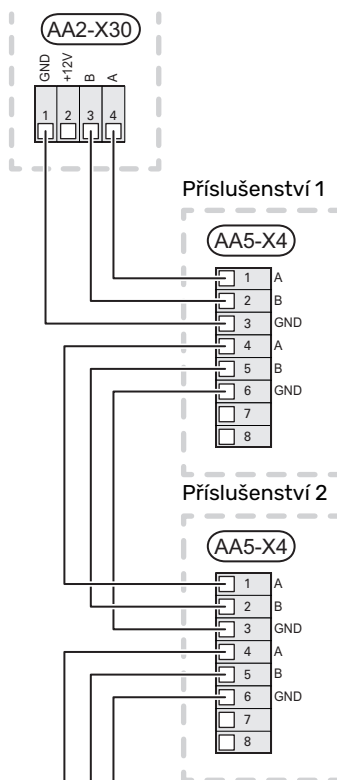 AA2-X30
GND +12V B A
1 2 3 4
Příslušenství 1
AA5-X4
1 A
2 B
3 GND
4 A
5 B
6 GND
7
8
Příslušenství 2
AA5-X4
1 A
2 B
3 GND
4 A
5 B
6 GND
7
8